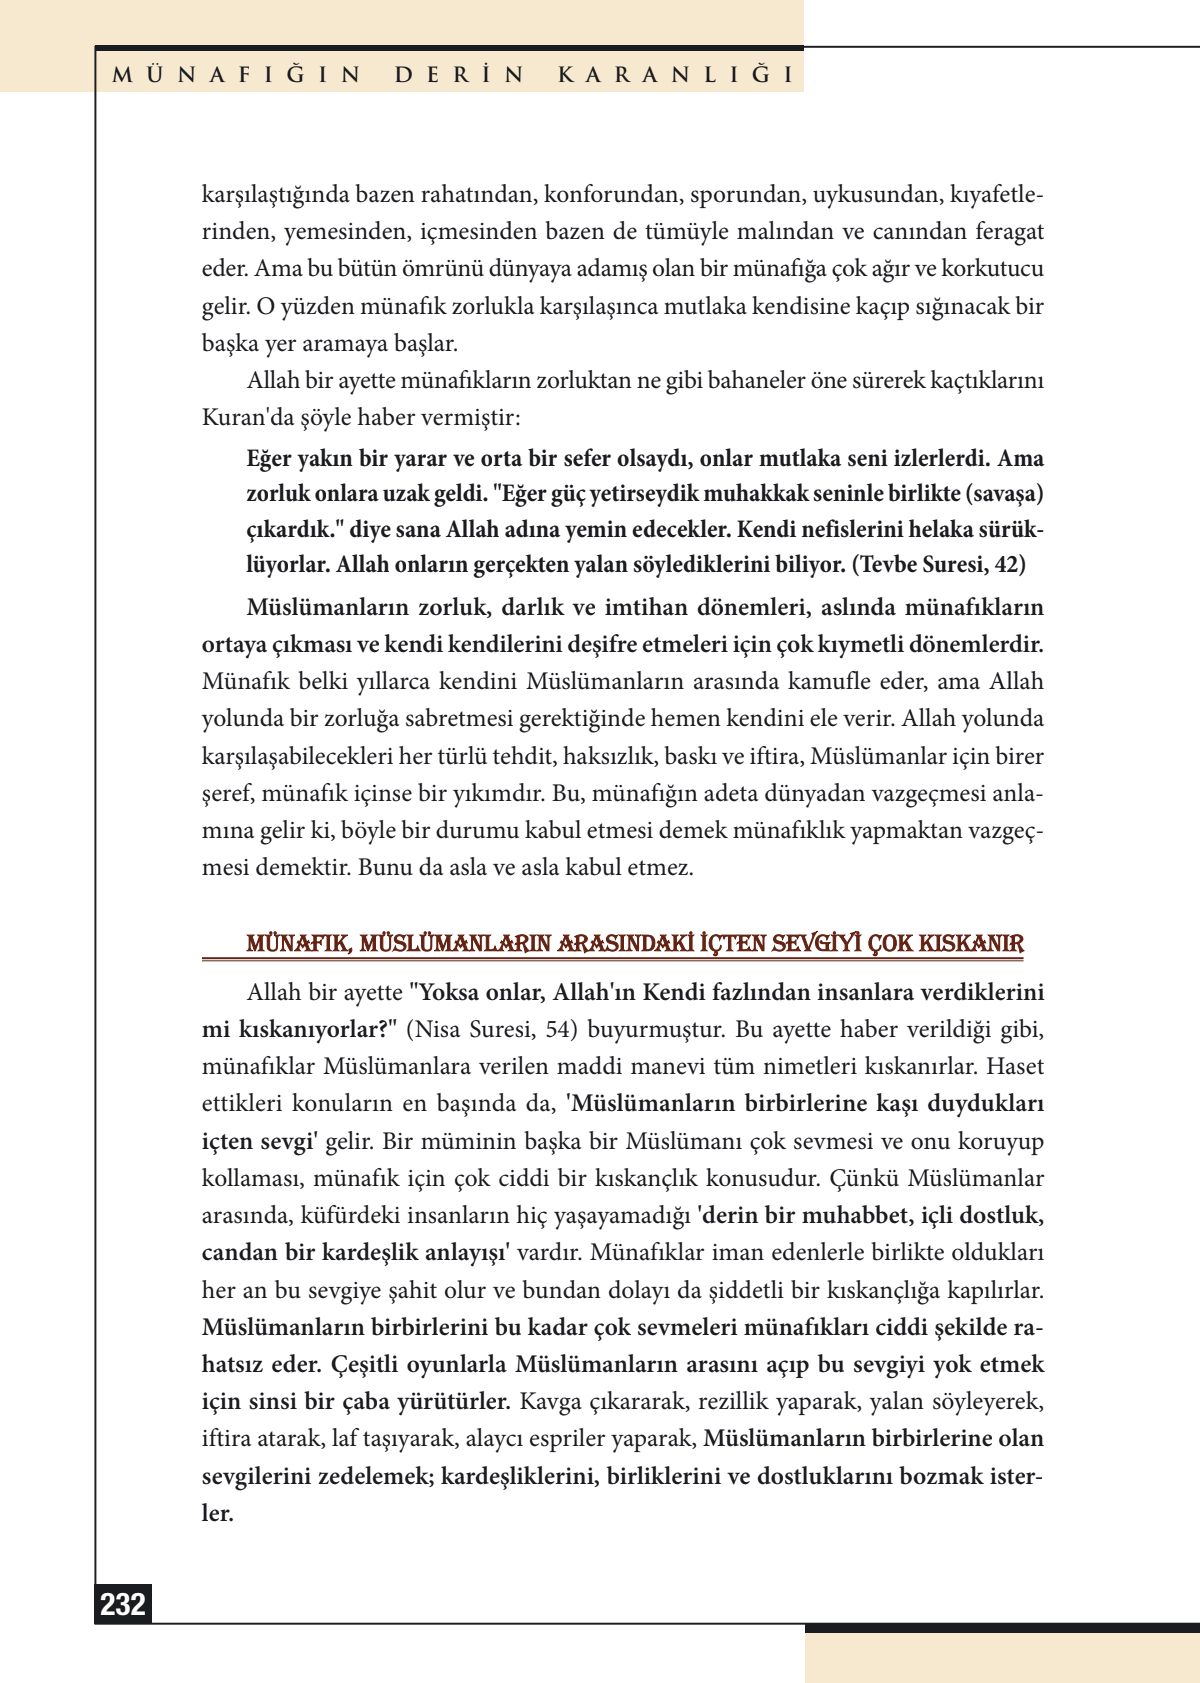 MÜNAFIĞIN DERİN KARANLIĞI
karşılaştığında bazen rahatından, konforundan, sporundan, uykusundan, kıyafetle-
rinden, yemesinden, içmesinden bazen de tümüyle malından ve canından feragat
eder. Ama bu bütün ömrünü dünyaya adamış olan bir münafığa çok ağır ve korkutucu
gelir. O yüzden münafık zorlukla karşılaşınca mutlaka kendisine kaçıp sığınacak bir
başka yer aramaya başlar.
Allah bir ayette münafıkların zorluktan ne gibi bahaneler öne sürerek kaçtıklarını
Kuran'da şöyle haber vermiştir:
Eğer yakın bir yarar ve orta bir sefer olsaydı, onlar mutlaka seni izlerlerdi. Ama
zorluk onlara uzak geldi. "Eğer güç yetirseydik muhakkak seninle birlikte (savaşa)
çıkardık." diye sana Allah adına yemin edecekler. Kendi nefislerini helaka sürük-
lüyorlar. Allah onların gerçekten yalan söylediklerini biliyor. (Tevbe Suresi, 42)
Müslümanların zorluk, darlık ve imtihan dönemleri, aslında münafıkların
ortaya çıkması ve kendi kendilerini deşifre etmeleri için çok kıymetli dönemlerdir.
Münafık belki yıllarca kendini Müslümanların arasında kamufle eder, ama Allah
yolunda bir zorluğa sabretmesi gerektiğinde hemen kendini ele verir. Allah yolunda
karşılaşabilecekleri her türlü tehdit, haksızlık, baskı ve iftira, Müslümanlar için birer
şeref, münafık içinse bir yıkımdır. Bu, münafığın adeta dünyadan vazgeçmesi anla-
mına gelir ki, böyle bir durumu kabul etmesi demek münafıklık yapmaktan vazgeç-
mesi demektir. Bunu da asla ve asla kabul etmez.
MÜNAFIK, MÜSLÜMANLARIN ARASINDAKİ İÇTEN SEVGİYİ ÇOK KISKANIR
Allah bir ayette "Yoksa onlar, Allah'ın Kendi fazlından insanlara verdiklerini
mi kıskanıyorlar?" (Nisa Suresi, 54) buyurmuştur. Bu ayette haber verildiği gibi,
münafıklar Müslümanlara verilen maddi manevi tüm nimetleri kıskanırlar. Haset
ettikleri konuların en başında da, 'Müslümanların birbirlerine kaşı duydukları
içten sevgi' gelir. Bir müminin başka bir Müslümanı çok sevmesi ve onu koruyup
kollaması, münafık için çok ciddi bir kıskançlık konusudur. Çünkü Müslümanlar
arasında, küfürdeki insanların hiç yaşayamadığı 'derin bir muhabbet, içli dostluk,
candan bir kardeşlik anlayışı' vardır. Münafıklar iman edenlerle birlikte oldukları
her an bu sevgiye şahit olur ve bundan dolayı da şiddetli bir kıskançlığa kapılırlar.
Müslümanların birbirlerini bu kadar çok sevmeleri münafıkları ciddi şekilde ra-
hatsız eder. Çeşitli oyunlarla Müslümanların arasını açıp bu sevgiyi yok etmek
için sinsi bir çaba yürütürler. Kavga çıkararak, rezillik yaparak, yalan söyleyerek,
iftira atarak, laf taşıyarak, alaycı espriler yaparak, Müslümanların birbirlerine olan
sevgilerini zedelemek; kardeşliklerini, birliklerini ve dostluklarını bozmak ister-
ler.
232